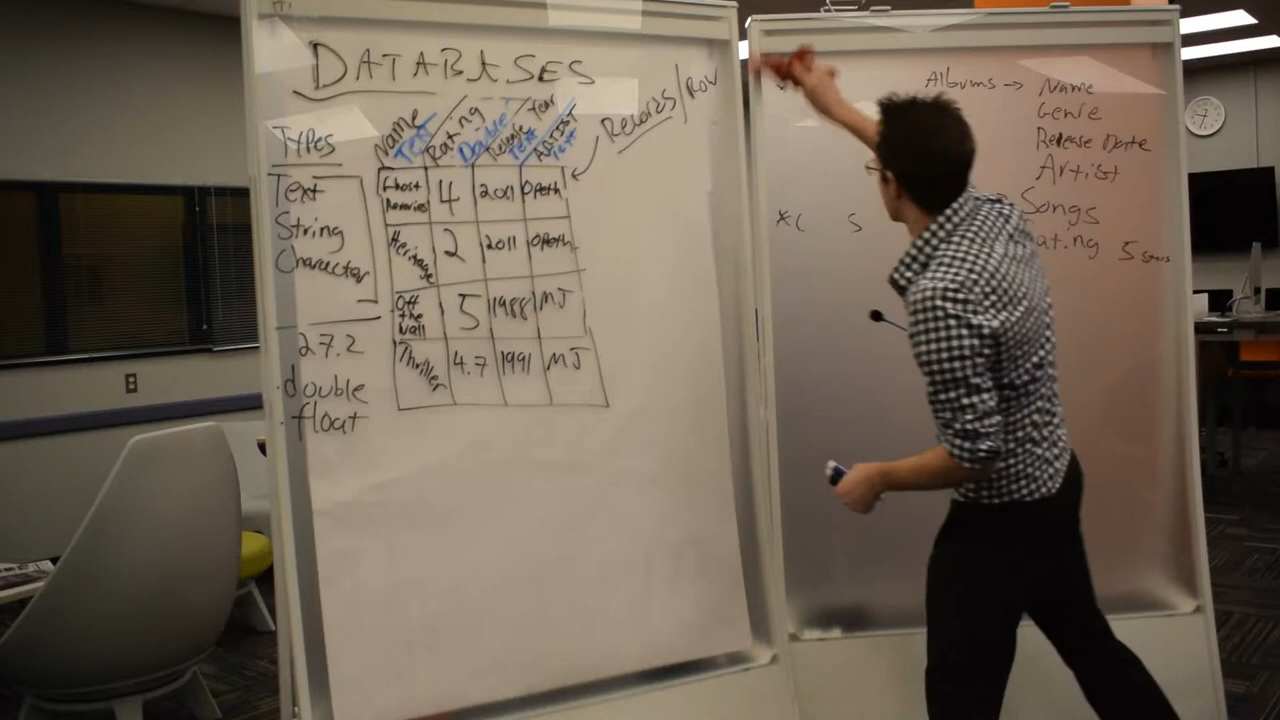 DATABASES
TYPES
Text
String
Character
27.2
double
float
Name Rating Release Year ARTIST
Text Double Text Text
Records/Row
Ghost Reveries 4 2011 Opeth
Heritage 2 2011 Opeth
Off the Wall 5 1988 MJ
Thriller 4.7 1991 MJ
Albums → Name
Genre
Release Date
Artist
Songs
ating 5 stars
*( S